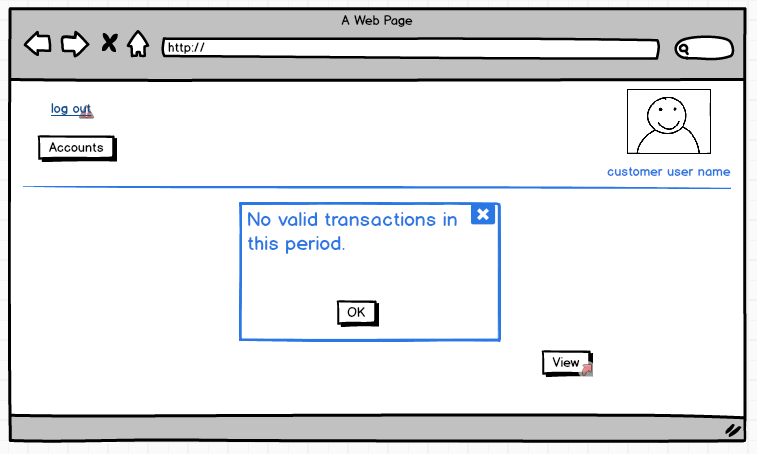 A Web Page
http://
log out
Accounts
customer user name
No valid transactions in
this period.
OK
View